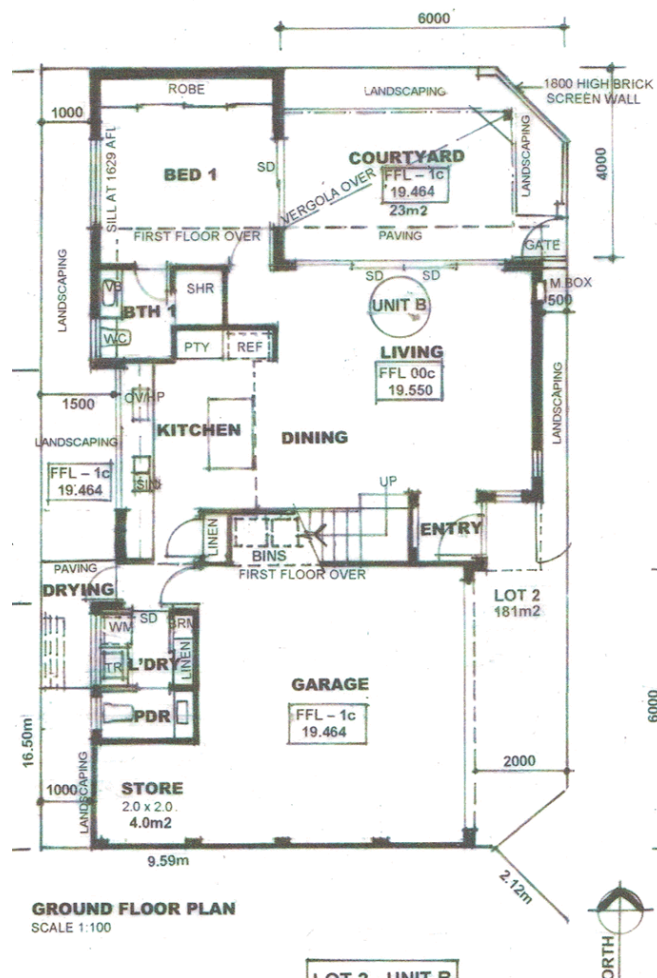 6000
ROBE
LANDSCAPING
1800 HIGH BRICK
SCREEN WALL
1000
SILL AT 1629 AFL
BED 1
SD
COURTYARD
FFL - 1c
19.464
23m2
VERGOLA OVER
LANDSCAPING
4000
FIRST FLOOR OVER
PAVING
GATE
LANDSCAPING
VB
BTH 1
SHR
SD
SD
M.BOX
500
UNIT B
WC
PTY
REF
LIVING
FFL 00c
19.550
1500
OV/HP
KITCHEN
DINING
LANDSCAPING
LANDSCAPING
FFL - 1c
19.464
UP
LINEN
BINS
ENTRY
PAVING
FIRST FLOOR OVER
DRYING
LOT 2
181m2
WM
SD
BRM
TR
L'DRY
LINEN
GARAGE
FFL - 1c
19.464
PDR
6000
16.50m
2000
1000
LANDSCAPING
STORE
2.0 x 2.0
4.0m2
9.59m
2.12m
GROUND FLOOR PLAN
SCALE 1:100
LOT 2 UNIT B